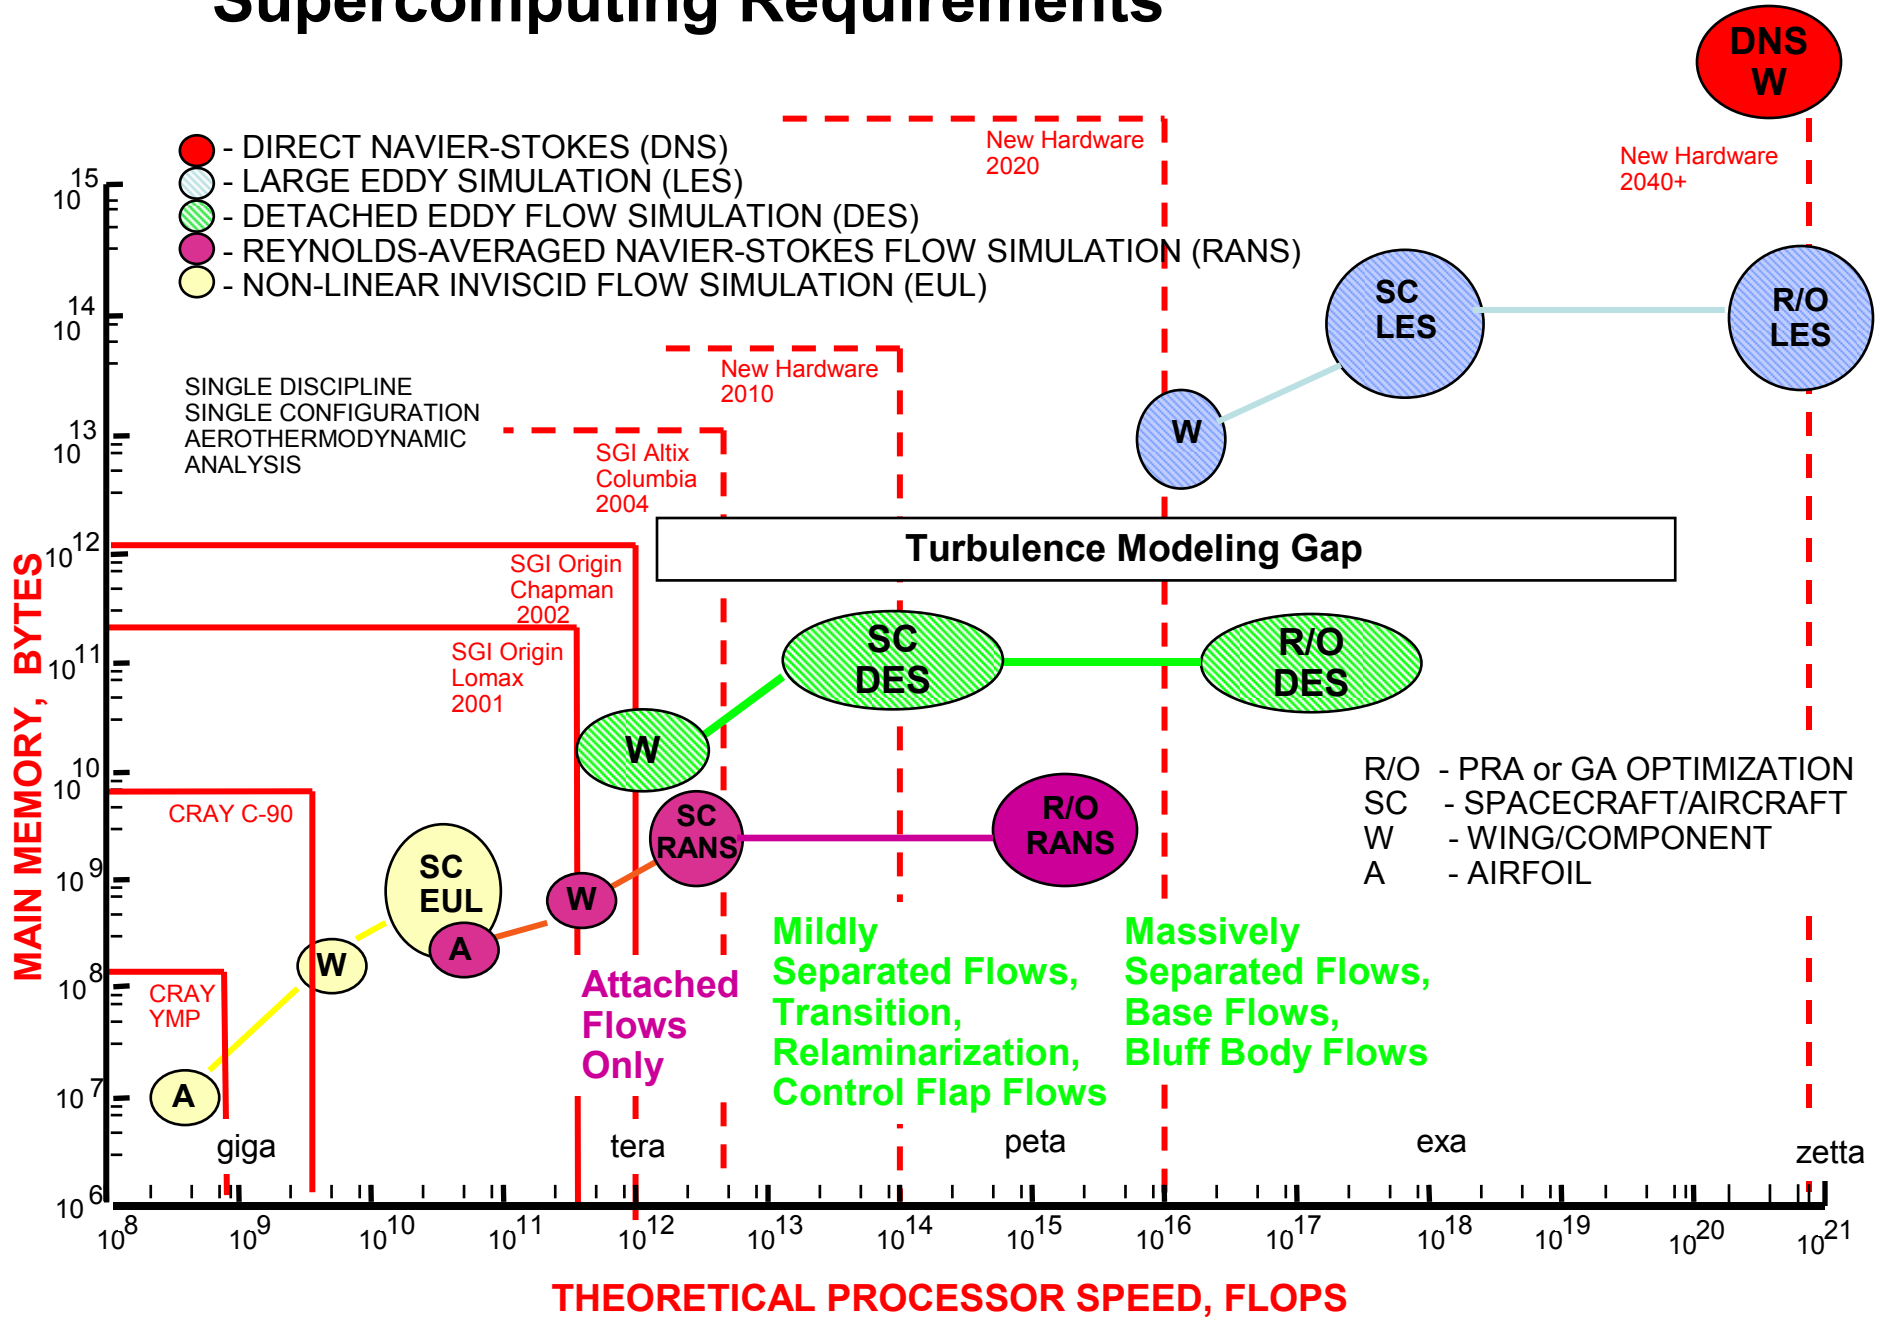 Supercomputing Requirements
DNS
W
- DIRECT NAVIER-STOKES (DNS)
- LARGE EDDY SIMULATION (LES)
- DETACHED EDDY FLOW SIMULATION (DES)
- REYNOLDS-AVERAGED NAVIER-STOKES FLOW SIMULATION (RANS)
- NON-LINEAR INVISCID FLOW SIMULATION (EUL)
New Hardware
2020
New Hardware
2040+
SC
LES
R/O
LES
W
New Hardware
2010
SINGLE DISCIPLINE
SINGLE CONFIGURATION
AEROTHERMODYNAMIC
ANALYSIS
SGI Altix
Columbia
2004
Turbulence Modeling Gap
SGI Origin
Chapman
2002
SGI Origin
Lomax
2001
SC
DES
R/O
DES
W
CRAY C-90
SC
RANS
R/O
RANS
R/O - PRA or GA OPTIMIZATION
SC - SPACECRAFT/AIRCRAFT
W - WING/COMPONENT
A - AIRFOIL
SC
EUL
W
A
W
CRAY
YMP
A
Attached
Flows
Only
Mildly
Separated Flows,
Transition,
Relaminarization,
Control Flap Flows
Massively
Separated Flows,
Base Flows,
Bluff Body Flows
giga
tera
peta
exa
zetta
MAIN MEMORY, BYTES
10^15
10^14
10^13
10^12
10^11
10^10
10^9
10^8
10^7
10^6
10^8 10^9 10^10 10^11 10^12 10^13 10^14 10^15 10^16 10^17 10^18 10^19 10^20 10^21
THEORETICAL PROCESSOR SPEED, FLOPS